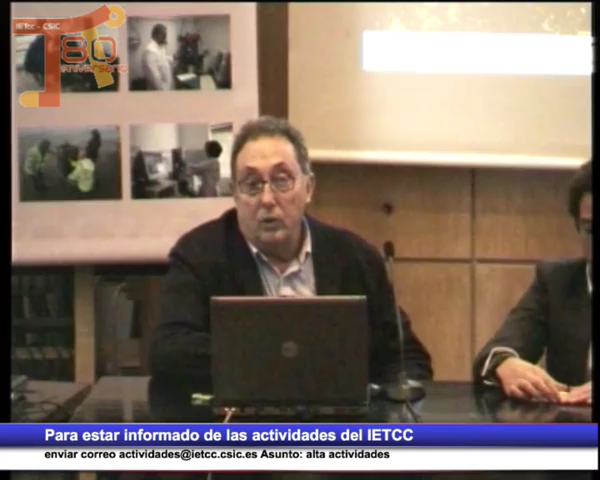 IETcc - CSIC
80
aniversario
DELL
Para estar informado de las actividades del IETCC
enviar correo actividades@ietcc.csic.es Asunto: alta actividades